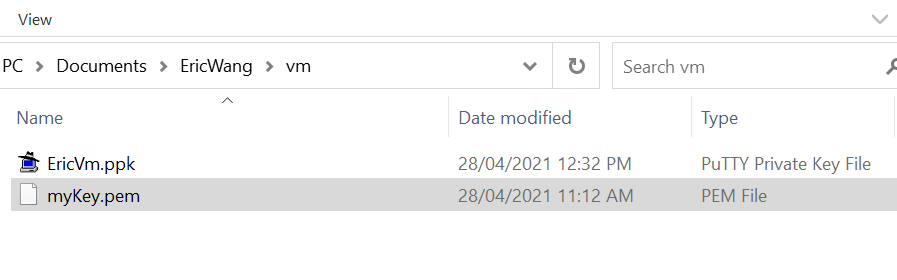 View
PC Documents EricWang vm Search vm
Name Date modified Type
EricVm.ppk 28/04/2021 12:32 PM PuTTY Private Key File
myKey.pem 28/04/2021 11:12 AM PEM File